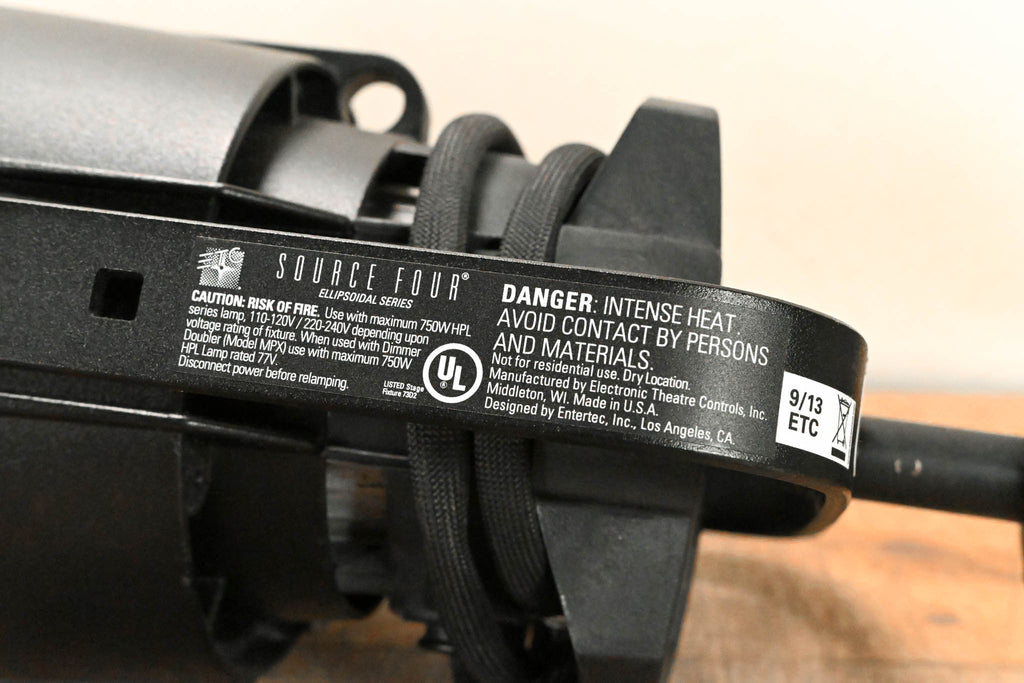 ETC
SOURCE FOUR®
ELLIPSOIDAL SERIES
CAUTION: RISK OF FIRE. Use with maximum 750W HPL
series lamp, 110-120V / 220-240V depending upon
voltage rating of fixture. When used with Dimmer
Doubler (Model MPX) use with maximum 750W
HPL Lamp rated 77V.
Disconnect power before relamping.
LISTED Stage
Fixture 73D2
UL
DANGER: INTENSE HEAT.
AVOID CONTACT BY PERSONS
AND MATERIALS.
Not for residential use. Dry Location.
Manufactured by Electronic Theatre Controls, Inc.
Middleton, WI. Made in U.S.A.
Designed by Entertec, Inc., Los Angeles, CA.
9/13
ETC